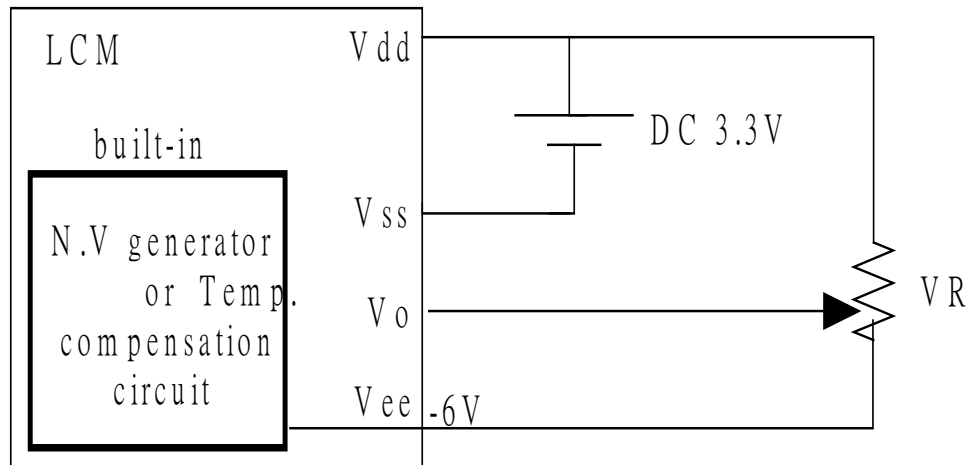 LCM
Vdd
DC 3.3V
built-in
Vss
N.V generator
or Temp.
compensation
circuit
Vo
VR
Vee -6V